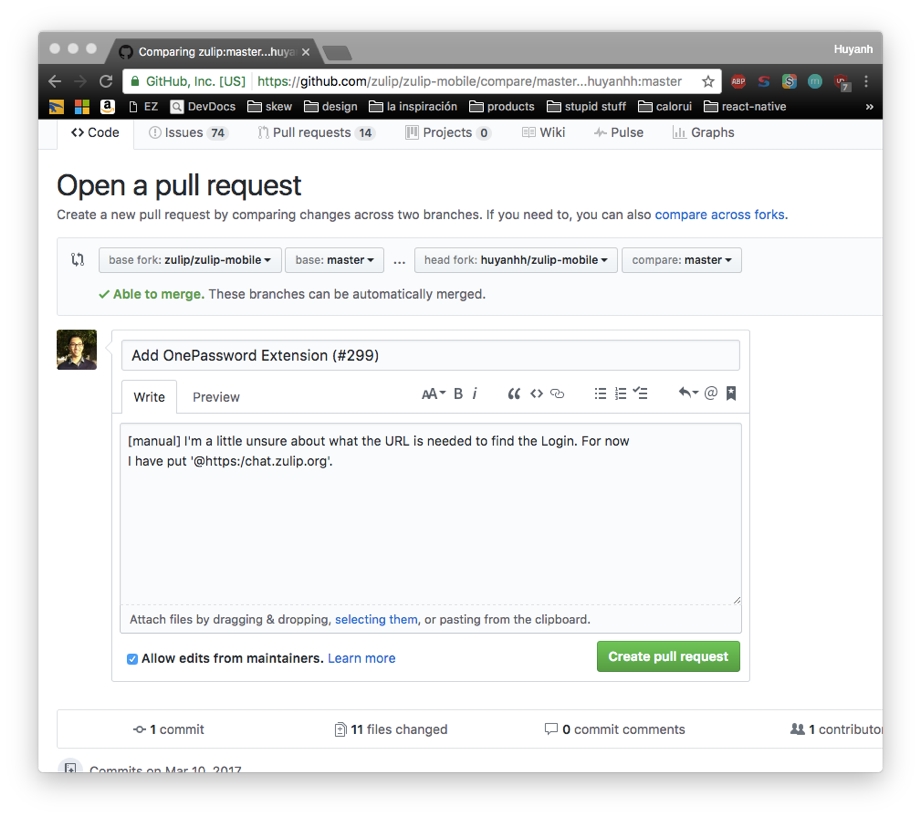 Comparing zulip:master...huya
Huyanh
GitHub, Inc. [US] https://github.com/zulip/zulip-mobile/compare/master...huyanhh:master
ABP S S m 7
a EZ DevDocs skew design la inspiración products stupid stuff calorui react-native »
Code Issues 74 Pull requests 14 Projects 0 Wiki Pulse Graphs
Open a pull request
Create a new pull request by comparing changes across two branches. If you need to, you can also compare across forks.
base fork: zulip/zulip-mobile base: master ... head fork: huyanhh/zulip-mobile compare: master
Able to merge. These branches can be automatically merged.
Add OnePassword Extension (#299)
Write Preview AA B i “ <> @
[manual] I'm a little unsure about what the URL is needed to find the Login. For now
I have put '@https:/chat.zulip.org'.
Attach files by dragging & dropping, selecting them, or pasting from the clipboard.
Allow edits from maintainers. Learn more Create pull request
1 commit 11 files changed 0 commit comments 1 contributor
Commits on Mar 10, 2017